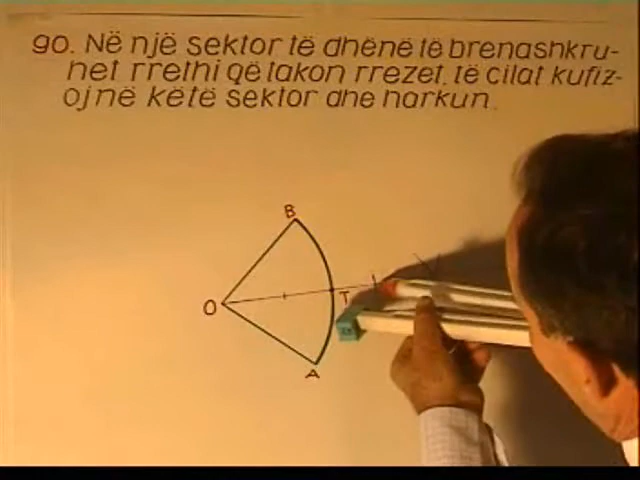 90. Në një sektor të dhënë të brenashkru-
het rrethi që takon rrezet, të cilat kufiz-
ojnë këtë sektor dhe harkun.
B
O
T
A